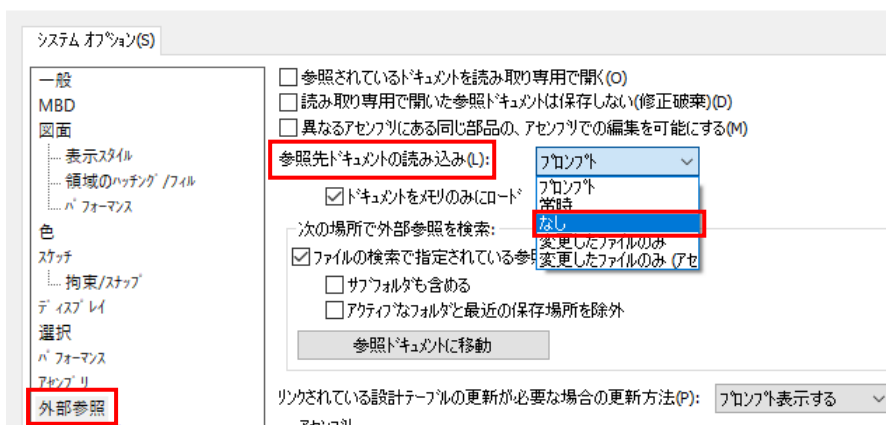 システム オプション(S)
一般
MBD
図面
表示スタイル
領域のハッチング/フィル
パフォーマンス
色
スケッチ
拘束/スナップ
ディスプレイ
選択
パフォーマンス
アセンブリ
外部参照
参照されているドキュメントを読み取り専用で開く(O)
読み取り専用で開いた参照ドキュメントは保存しない(修正破棄)(D)
異なるアセンブリにある同じ部品の、アセンブリでの編集を可能にする(M)
参照先ドキュメントの読み込み(L): プロンプト
プロンプト
常時
なし
変更したファイルのみ
変更したファイルのみ (アセ
ドキュメントをメモリのみにロード
次の場所で外部参照を検索:
ファイルの検索で指定されている参
サブフォルダも含める
アクティブなフォルダと最近の保存場所を除外
参照ドキュメントに移動
リンクされている設計テーブルの更新が必要な場合の更新方法(P): プロンプト表示する